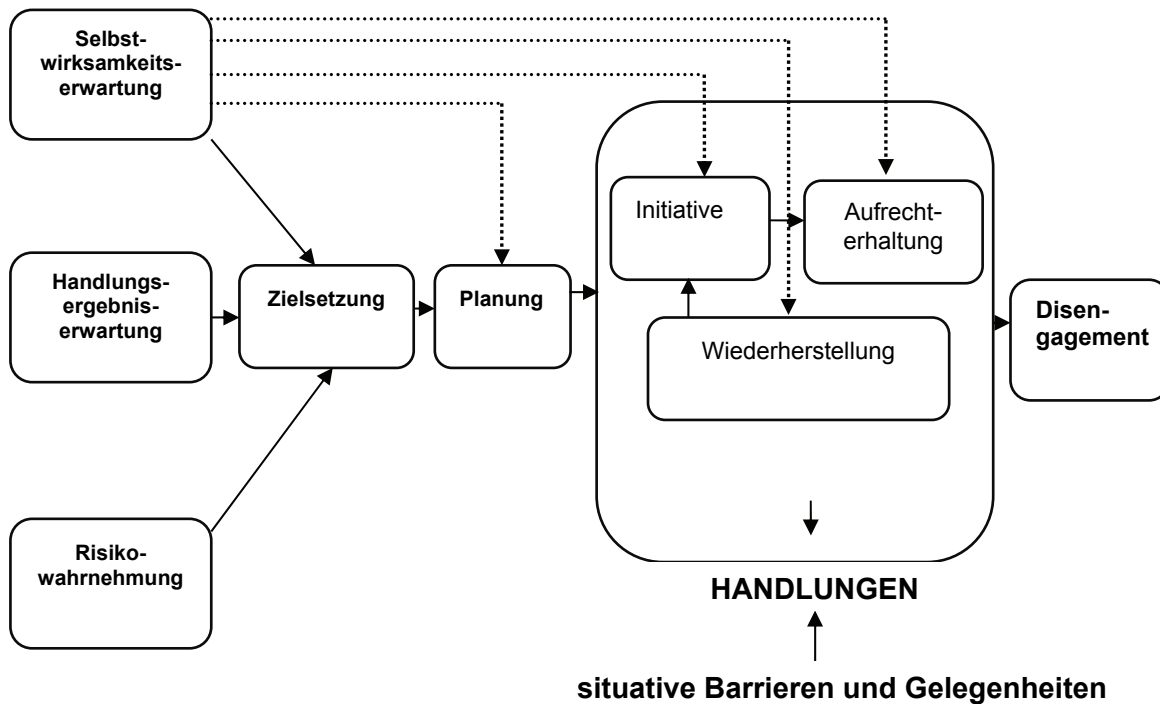 Selbst-
wirksamkeits-
erwartung
Initiative
Aufrecht-
erhaltung
Handlungs-
ergebnis-
erwartung
Zielsetzung
Planung
Disen-
gagement
Wiederherstellung
Risiko-
wahrnehmung
HANDLUNGEN
situative Barrieren und Gelegenheiten